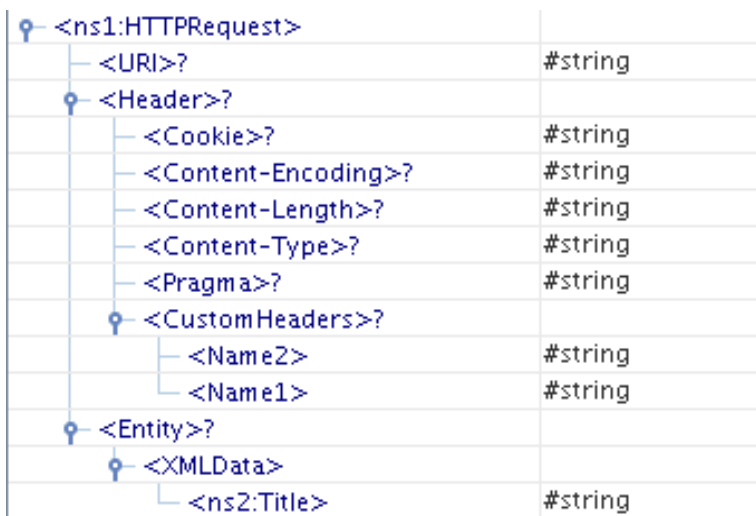 <ns1:HTTPRequest>
<URI>? #string
<Header>?
<Cookie>? #string
<Content-Encoding>? #string
<Content-Length>? #string
<Content-Type>? #string
<Pragma>? #string
<CustomHeaders>?
<Name2> #string
<Name1> #string
<Entity>?
<XMLData>
<ns2:Title> #string